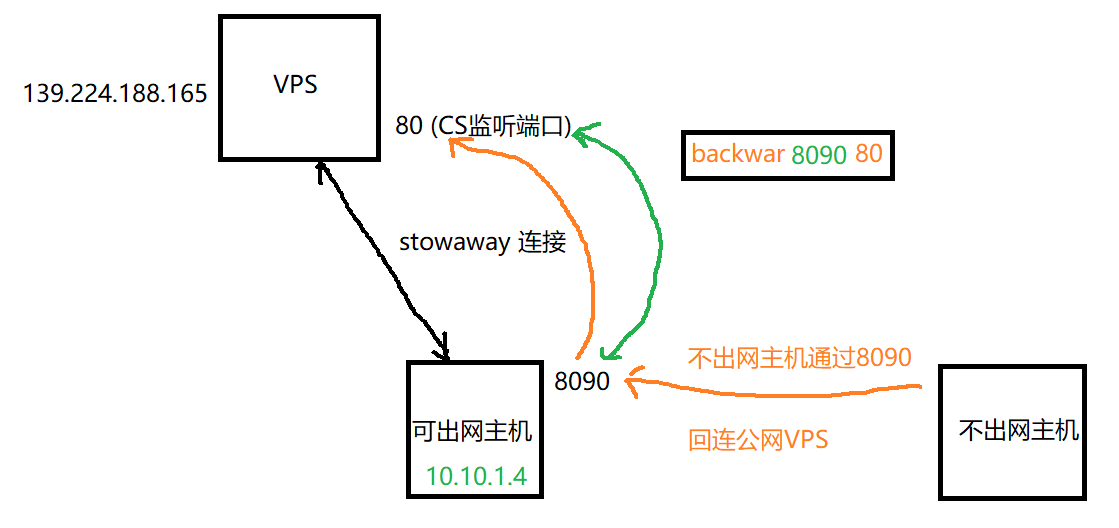 VPS
139.224.188.165
80 (CS监听端口)
backwar 8090 80
stowaway 连接
不出网主机通过8090
8090
可出网主机
不出网主机
回连公网VPS
10.10.1.4